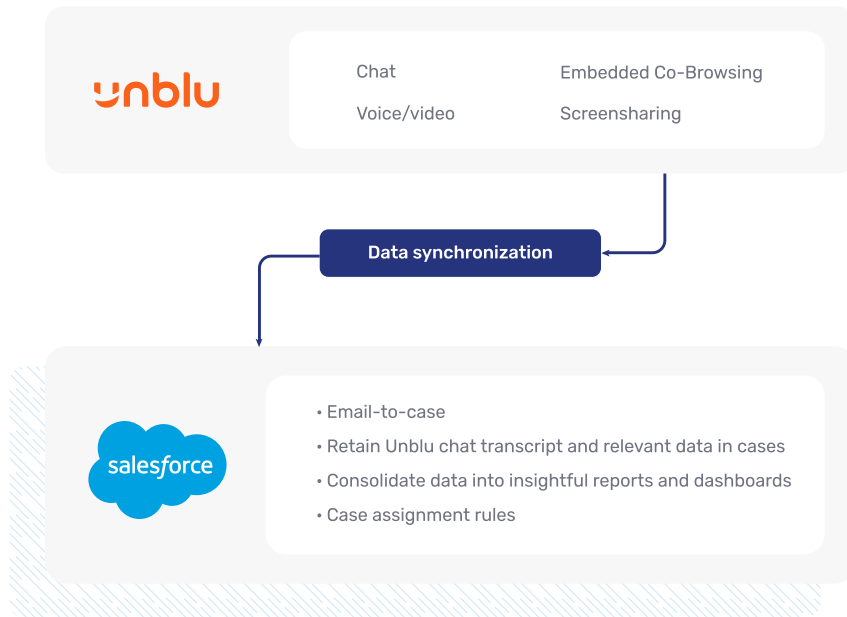 unblu
Chat
Embedded Co-Browsing
Voice/video
Screensharing
Data synchronization
salesforce
• Email-to-case
• Retain Unblu chat transcript and relevant data in cases
• Consolidate data into insightful reports and dashboards
• Case assignment rules